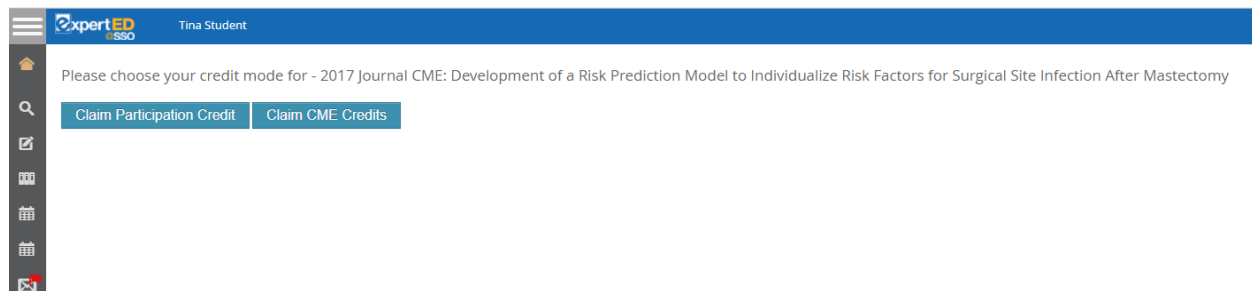 expertED Tina Student
@SSO
Please choose your credit mode for - 2017 Journal CME: Development of a Risk Prediction Model to Individualize Risk Factors for Surgical Site Infection After Mastectomy
Claim Participation Credit Claim CME Credits